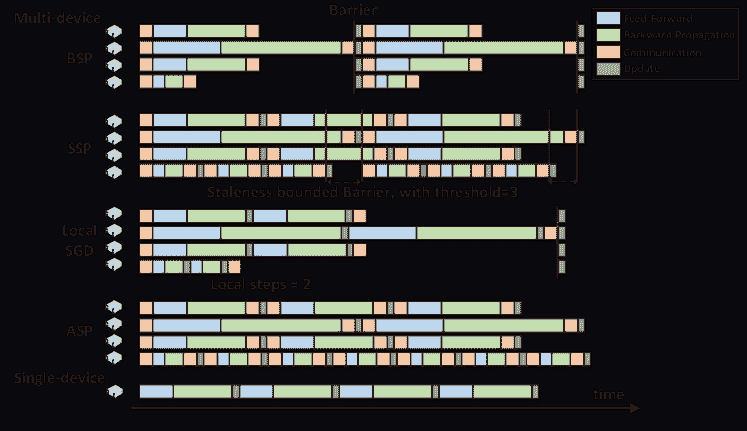 Multi-device
Barrier
BSP
Feed Forward
Backward Propagation
Communication
Update
SSP
Staleness-bounded Barrier, with threshold=3
Local
SGD
Local steps = 2
ASP
Single-device
time